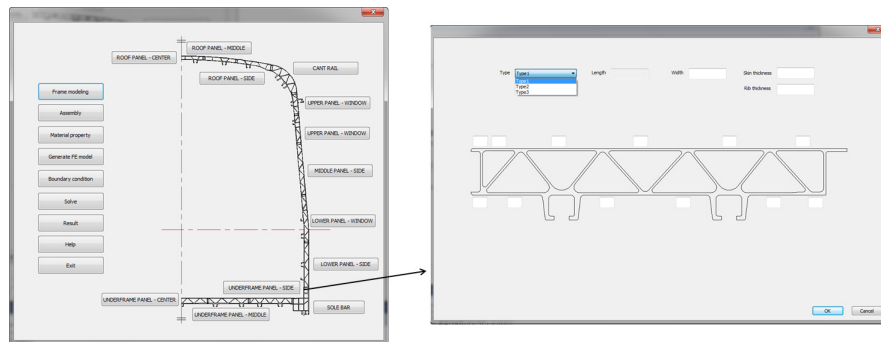 ROOF PANEL - MIDDLE
ROOF PANEL - CENTER
CANT RAIL
ROOF PANEL - SIDE
Frame modeling
UPPER PANEL - WINDOW
Assembly
Material property
UPPER PANEL - WINDOW
Generate FE model
MIDDLE PANEL - SIDE
Boundary condition
Solve
Result
LOWER PANEL - WINDOW
Help
Exit
LOWER PANEL - SIDE
UNDERFRAME PANEL - SIDE
UNDERFRAME PANEL - CENTER
SOLE BAR
UNDERFRAME PANEL - MIDDLE
Type Type1 Length Width Skin thickness
Type1
Type2
Type3
Rib thickness
OK Cancel